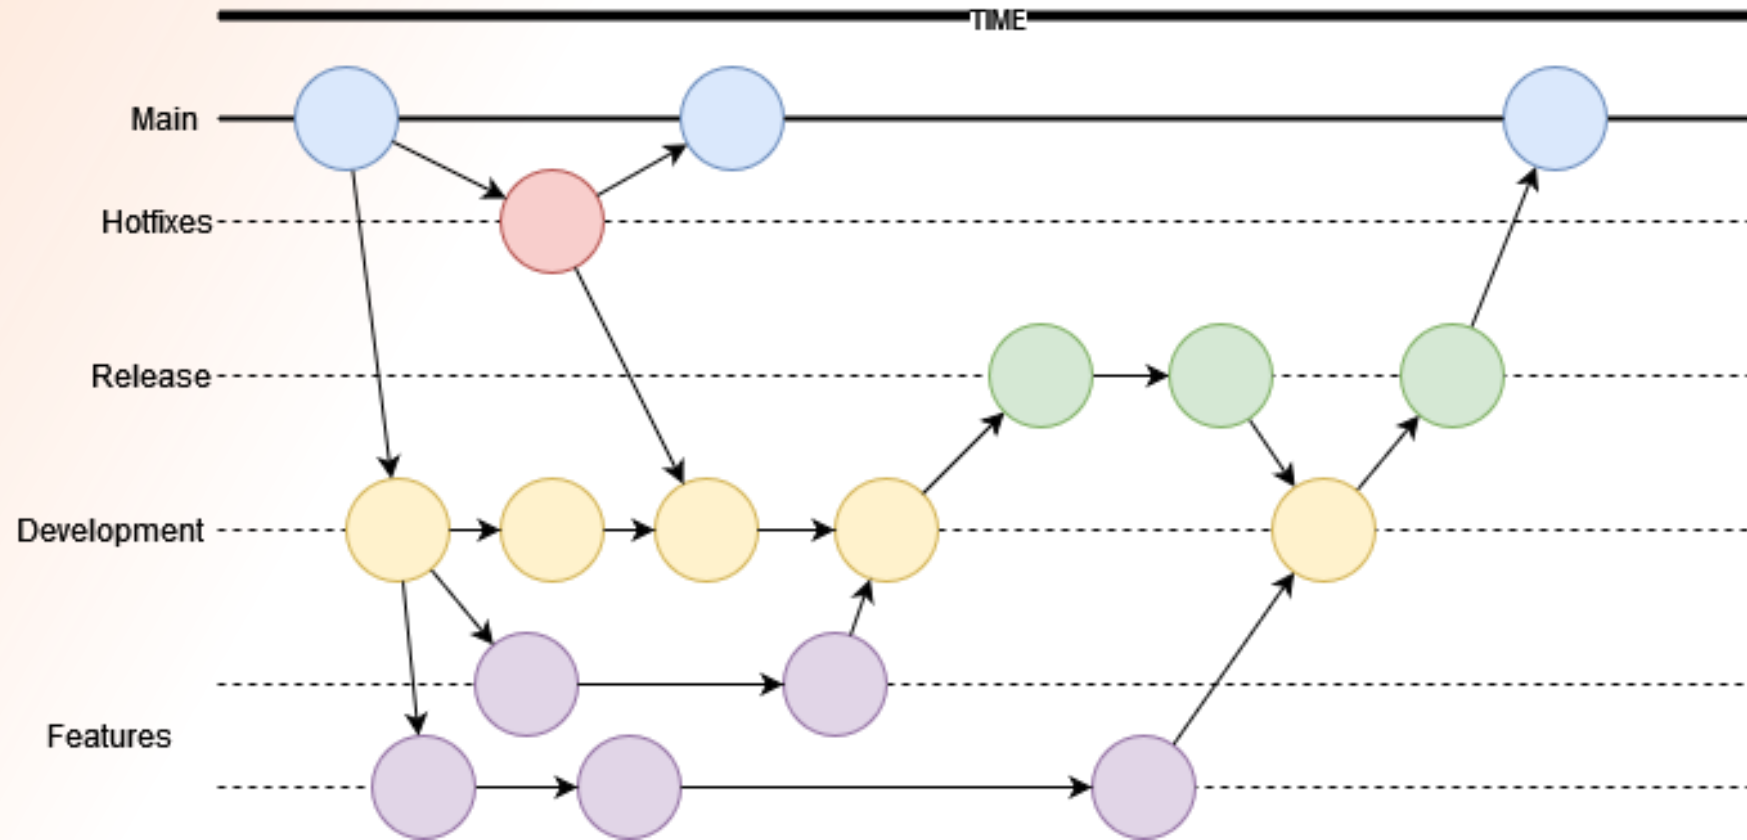 TIME
Main
Hotfixes
Release
Development
Features